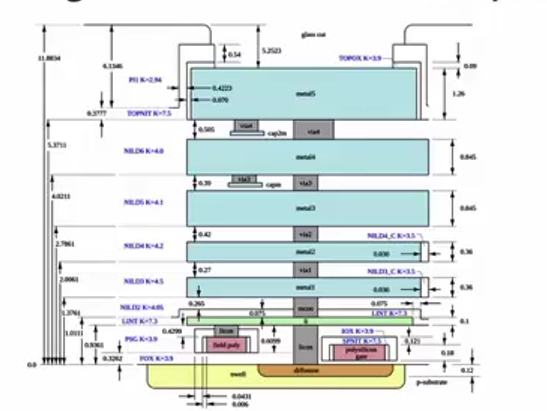 glass cut
11.8834
6.1346
0.54
5.2523
TOPOX K=3.9
0.09
PI1 K=2.94
0.4223
metal5
0.070
1.26
0.3777
TOPNIT K=7.5
via4
0.505
cap2m
via4
5.3711
NILD6 K=4.0
metal4
0.845
via3
0.39
capm
via3
4.0211
NILD5 K=4.1
metal3
0.845
0.42
via2
NILD4_C K=3.5
2.7861
NILD4 K=4.2
metal2
0.030
0.36
0.27
via1
NILD3_C K=3.5
2.0061
NILD3 K=4.5
metal1
0.030
0.36
0.265
0.075
NILD2 K=4.05
0.075
mcon
1.3761
LINT K=7.3
li
LINT K=7.3
0.1
1.0111
0.4299
licon
IOX K=3.9
0.9361
PSG K=3.9
field poly
0.6099
licon
SPNIT K=7.5
0.121
0.3262
polysilicon
gate
0.18
0.0
FOX K=3.9
diffusion
0.12
nwell
p-substrate
0.0431
0.006